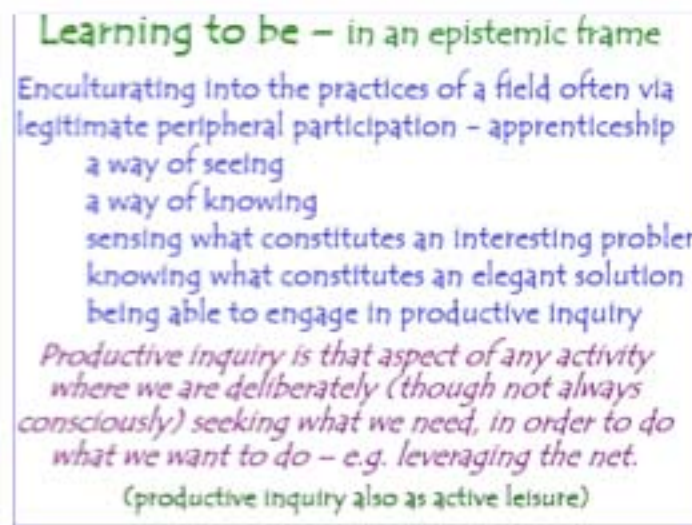 Learning to be – in an epistemic frame
Enculturating into the practices of a field often via
legitimate peripheral participation - apprenticeship
a way of seeing
a way of knowing
sensing what constitutes an interesting problem
knowing what constitutes an elegant solution
being able to engage in productive inquiry
Productive inquiry is that aspect of any activity
where we are deliberately (though not always
consciously) seeking what we need, in order to do
what we want to do – e.g. leveraging the net.
(productive inquiry also as active leisure)